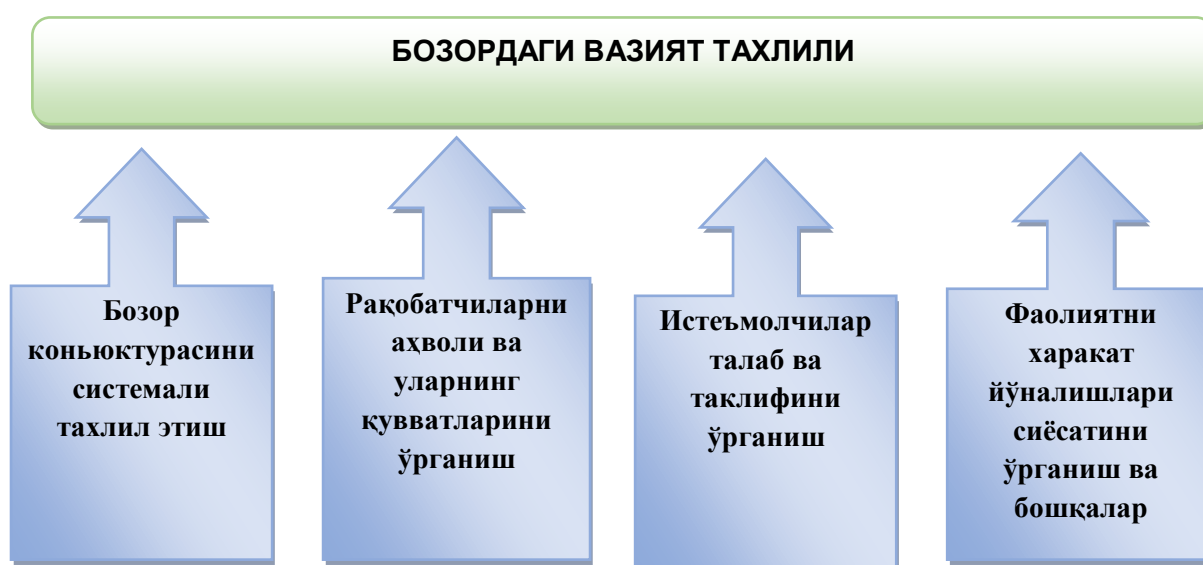 БОЗОРДАГИ ВАЗИЯТ ТАХЛИЛИ
Бозор
коньюктурасини
системали
тахлил этиш
Рақобатчиларни
аҳволи ва
уларнинг
қувватларини
ўрганиш
Истеъмолчилар
талаб ва
таклифини
ўрганиш
Фаолиятни
харакат
йўналишлари
сиёсатини
ўрганиш ва
бошқалар